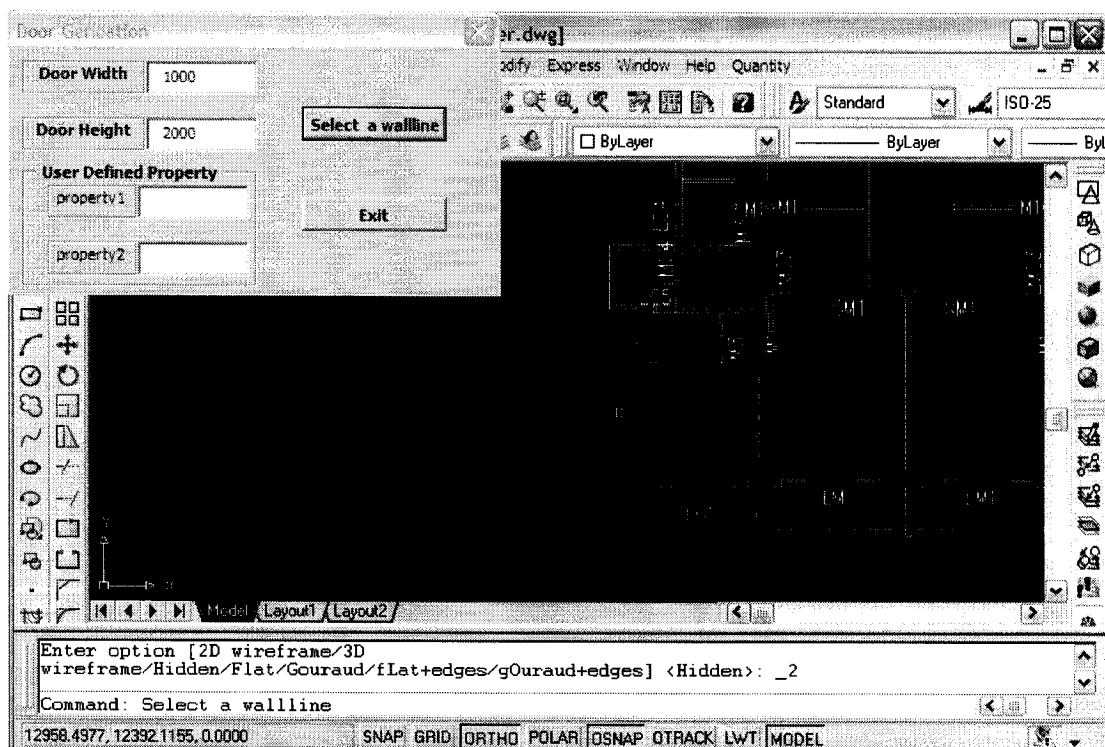 Door Genibation
er.dwg]
odify Express Window Help Quantity
Door Width 1000
Standard ISO-25
Door Height 2000
Select a wallline
ByLayer ByLayer
User Defined Property
property1
Exit
property2
Model Layout1 Layout2
Enter option [2D wireframe/3D
wireframe/Hidden/Flat/Gouraud/fLat+edges/gOuraud+edges] <Hidden>: _2
Command: Select a wallline
12958.4977, 12392.1155, 0.0000 SNAP GRID ORTHO POLAR OSNAP OTRACK LWT MODEL